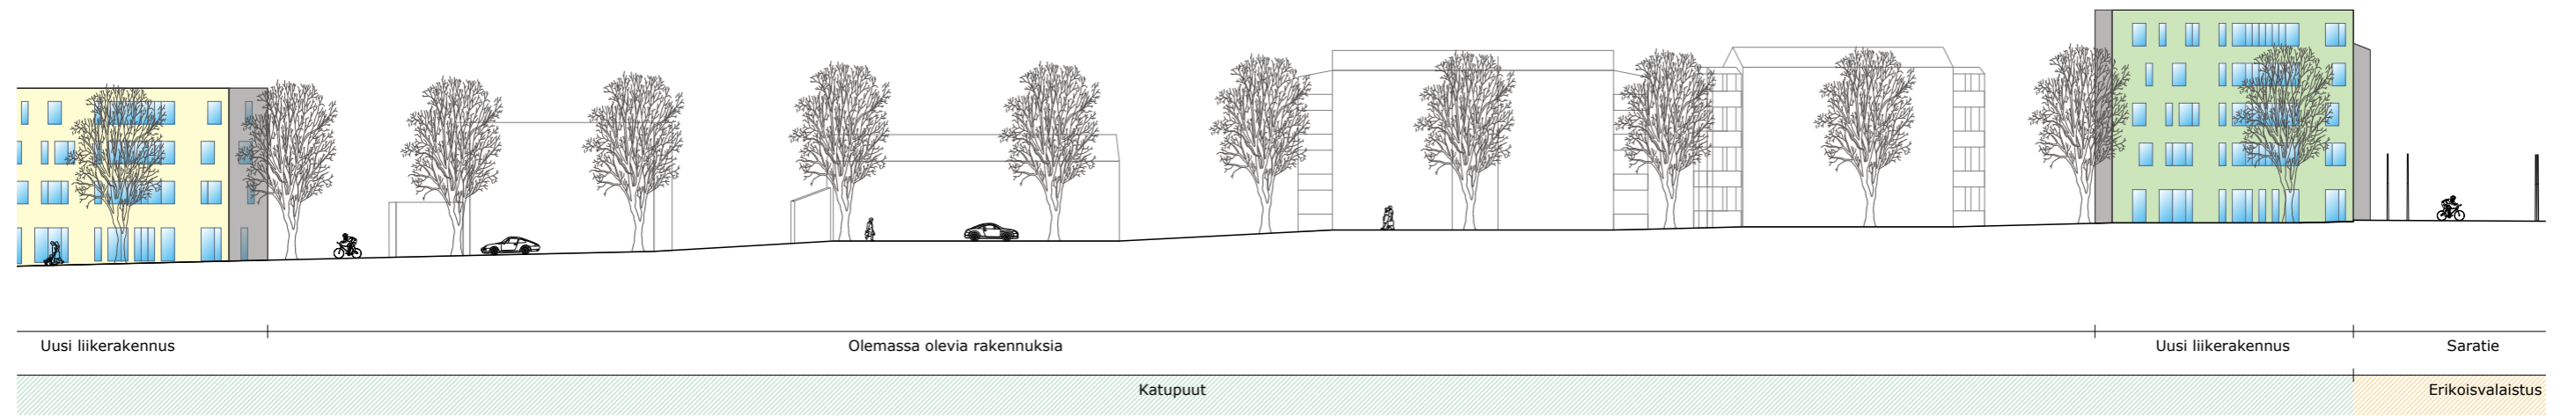 Uusi liikerakennus
Olemassa olevia rakennuksia
Uusi liikerakennus
Saratie
Katupuut
Erikoisvalaistus